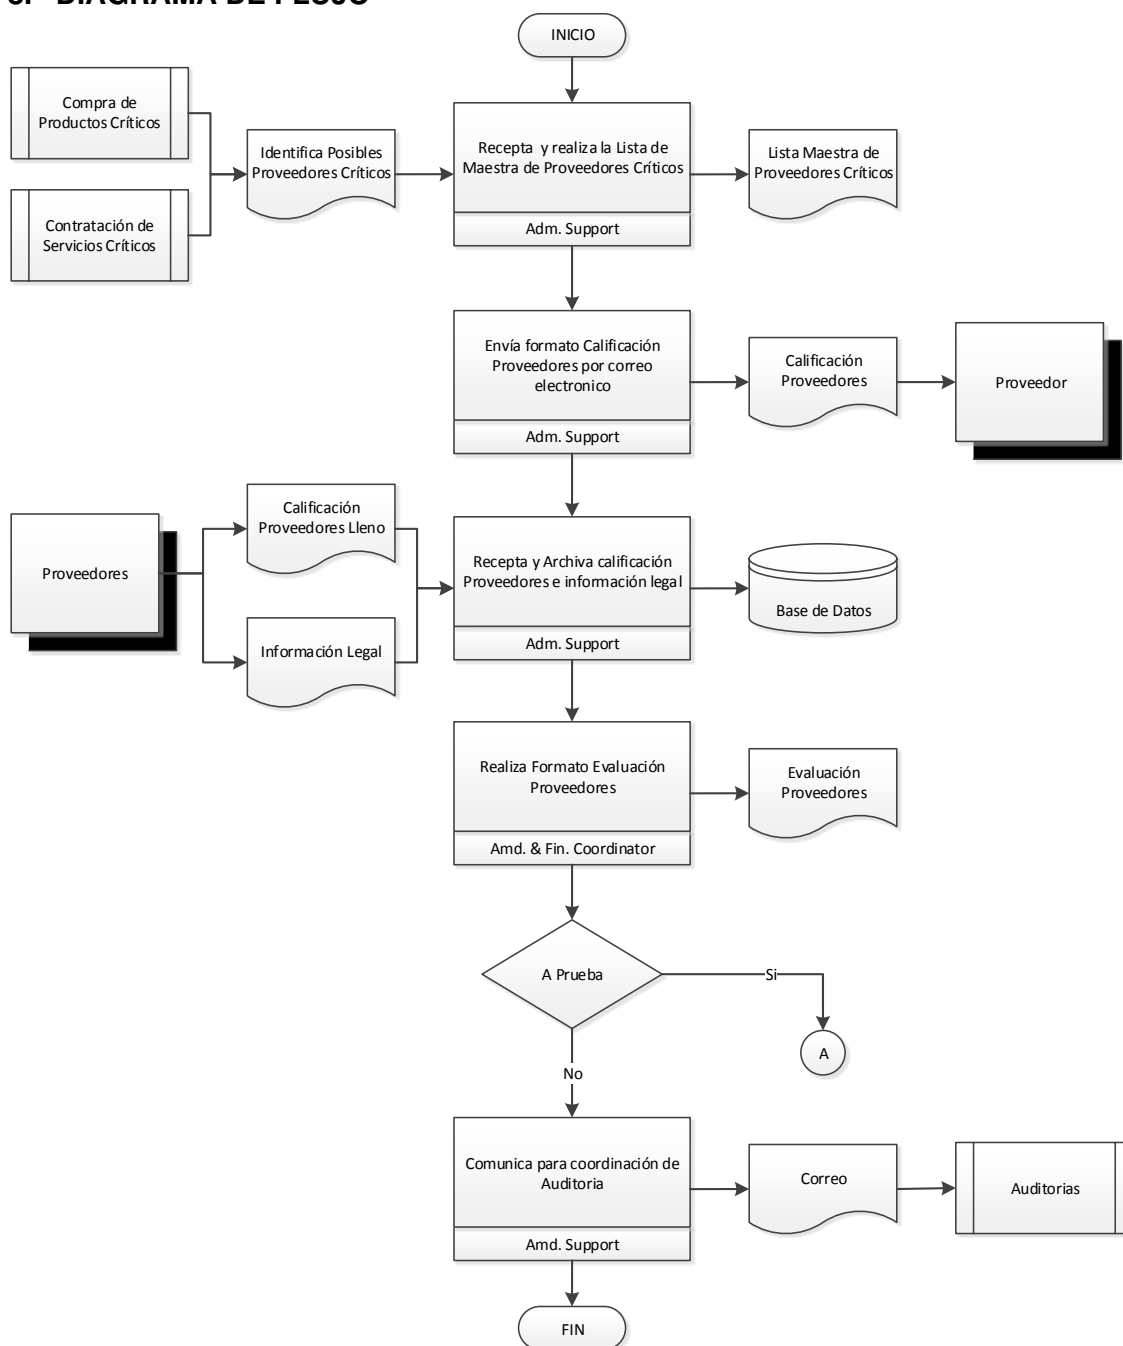 DIAGRAMA DE FLUJO
INICIO
Compra de
Productos Críticos
Identifica Posibles
Proveedores Críticos
Recepta y realiza la Lista de
Maestra de Proveedores Críticos
Adm. Support
Lista Maestra de
Proveedores Críticos
Contratación de
Servicios Críticos
Envía formato Calificación
Proveedores por correo
electronico
Adm. Support
Calificación
Proveedores
Proveedor
Proveedores
Calificación
Proveedores Lleno
Información Legal
Recepta y Archiva calificación
Proveedores e información legal
Adm. Support
Base de Datos
Realiza Formato Evaluación
Proveedores
Amd. & Fin. Coordinator
Evaluación
Proveedores
A Prueba
Si
A
No
Comunica para coordinación de
Auditoria
Amd. Support
Correo
Auditorias
FIN